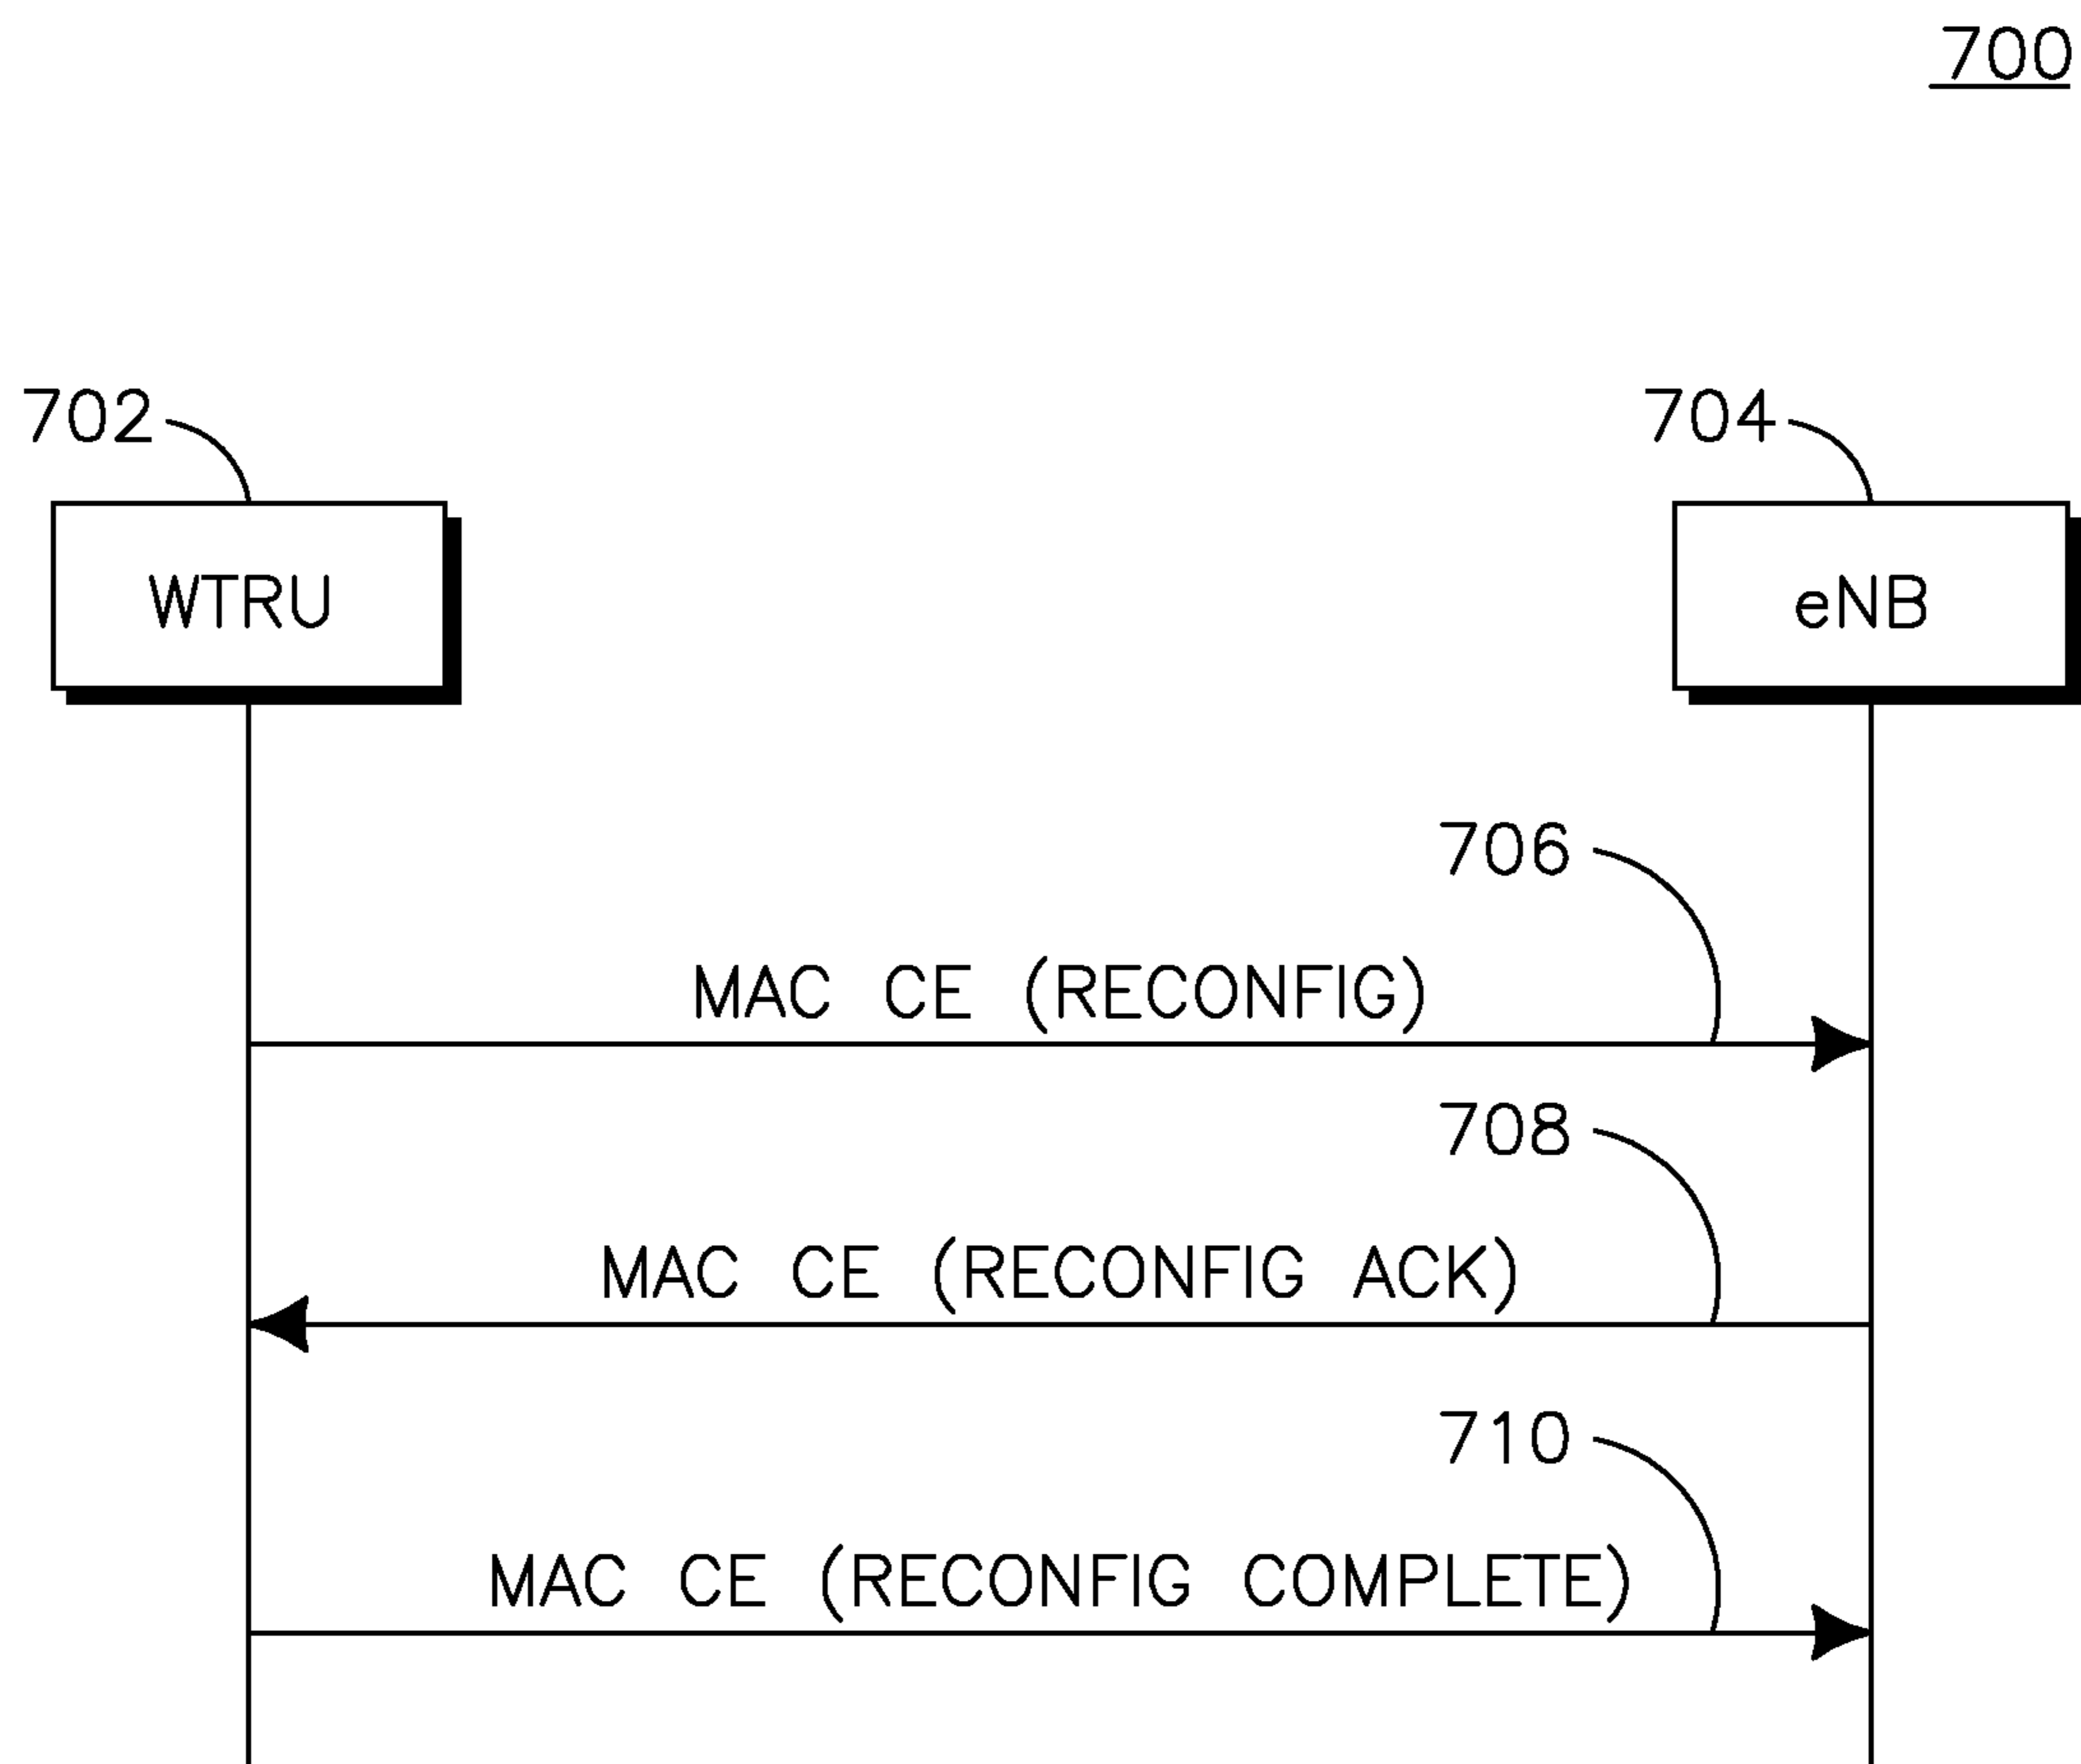 700
702
704
WTRU
eNB
706
MAC CE (RECONFIG)
708
MAC CE (RECONFIG ACK)
710
MAC CE (RECONFIG COMPLETE)